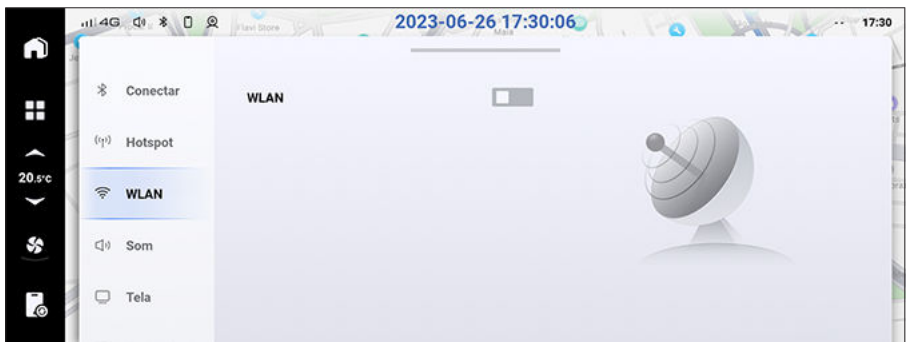 4G
2023-06-26 17:30:06
-- 17:30
Flavi Store
Maia
Conectar
WLAN
Hotspot
20.5°C
WLAN
Som
Tela